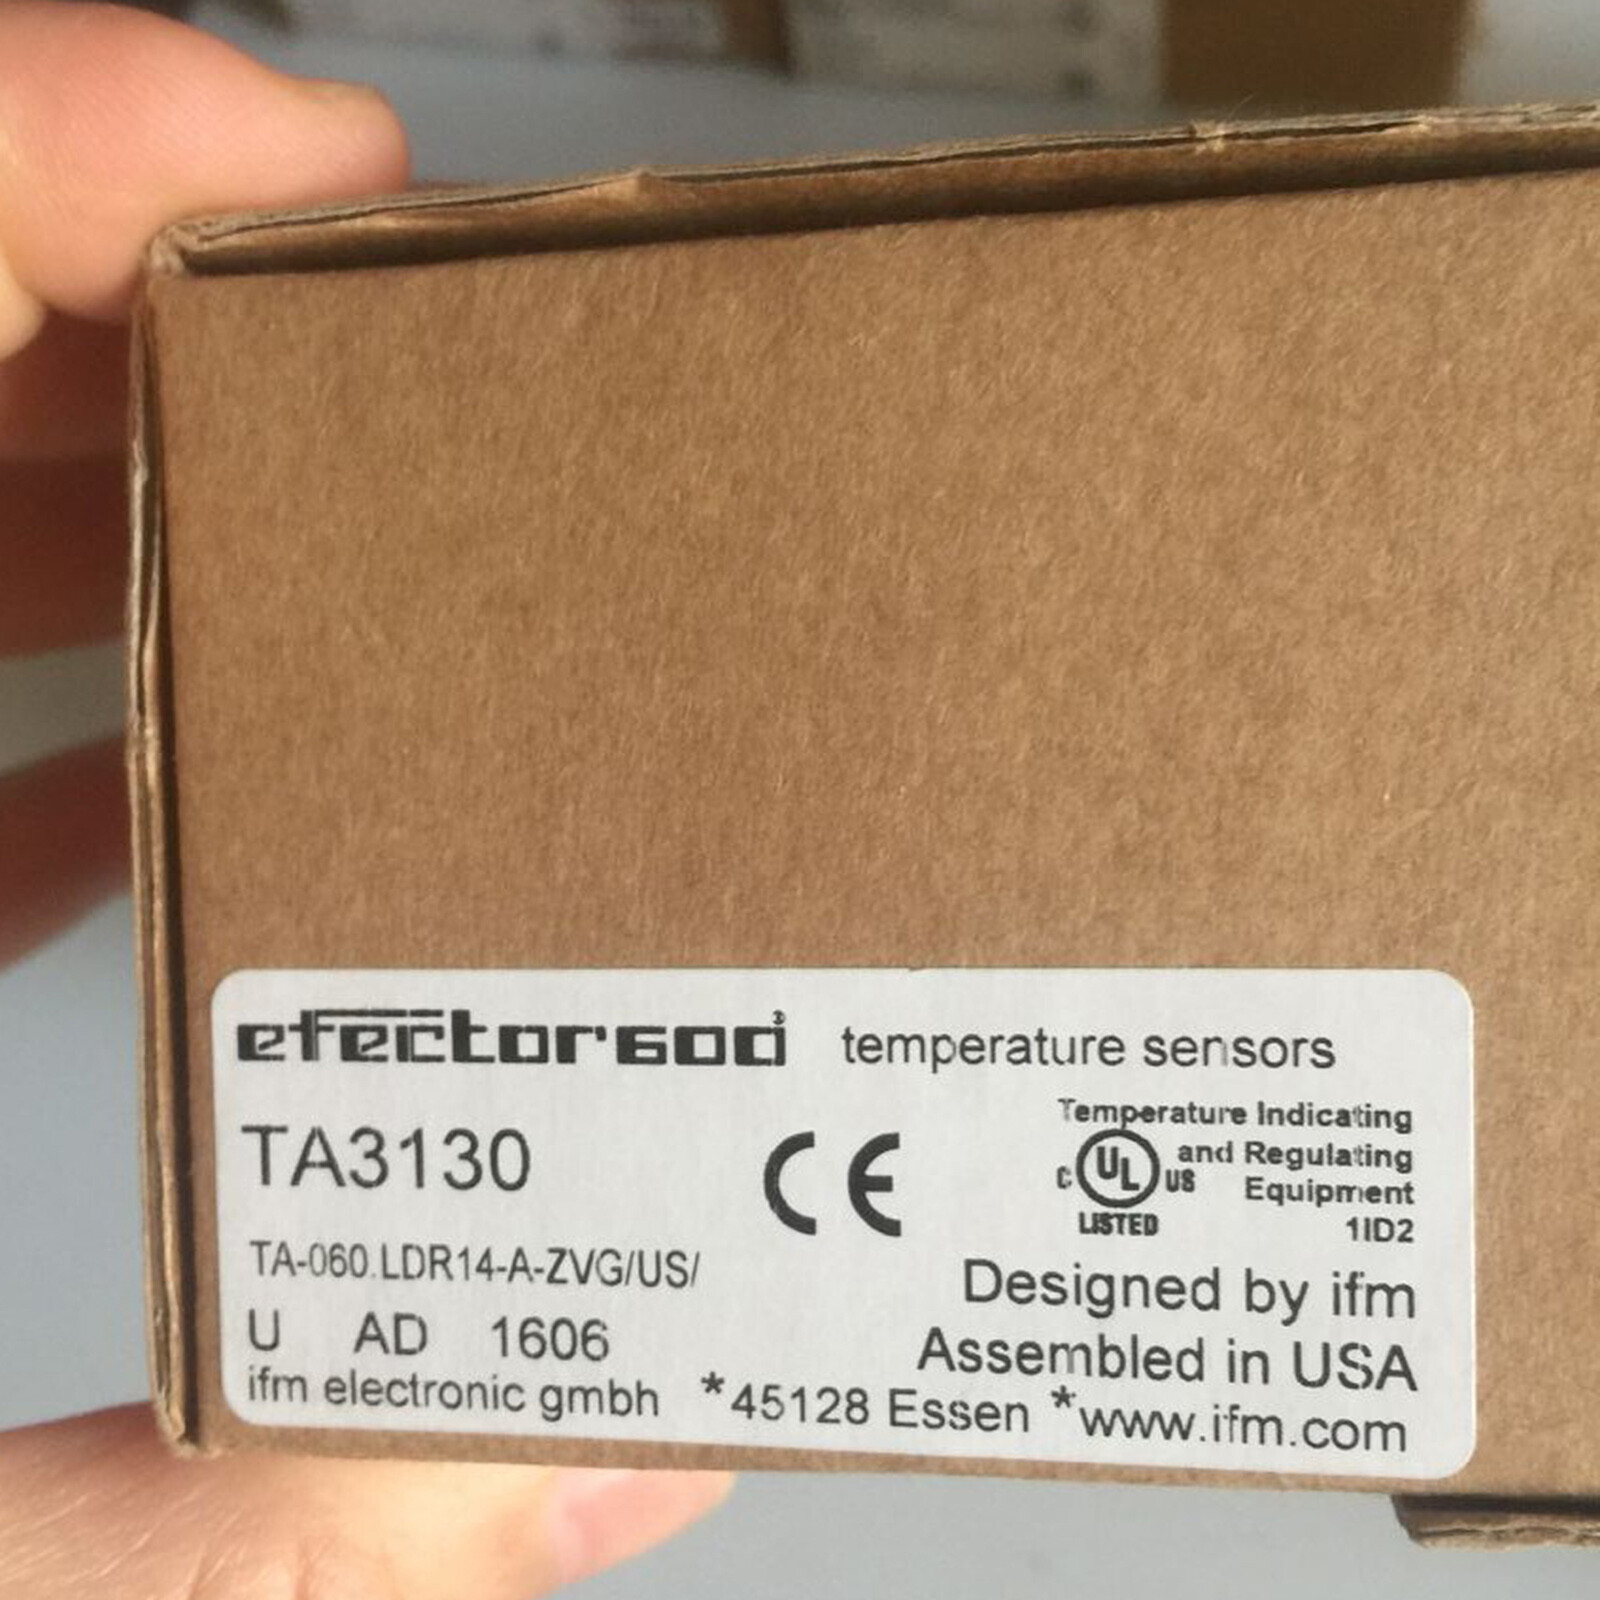 efector600® temperature sensors
TA3130
CE
Temperature Indicating
and Regulating
Equipment
1ID2
C UL US
LISTED
TA-060.LDR14-A-ZVG/US/
U AD 1606
Designed by ifm
Assembled in USA
ifm electronic gmbh *45128 Essen *www.ifm.com